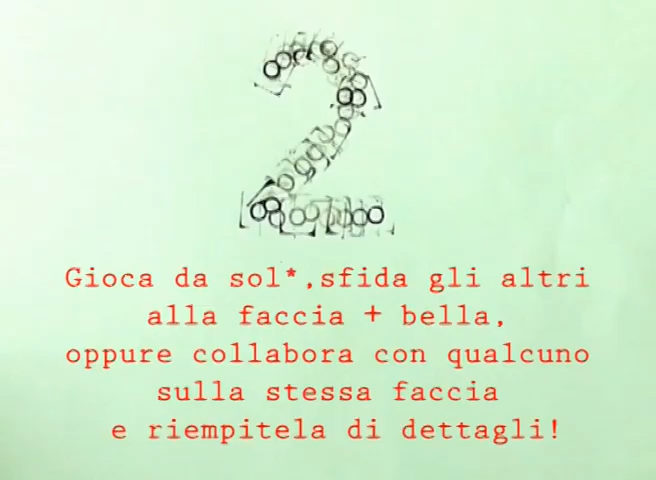 2
Gioca da sol*,sfida gli altri
alla faccia + bella,
oppure collabora con qualcuno
sulla stessa faccia
e riempitela di dettagli!